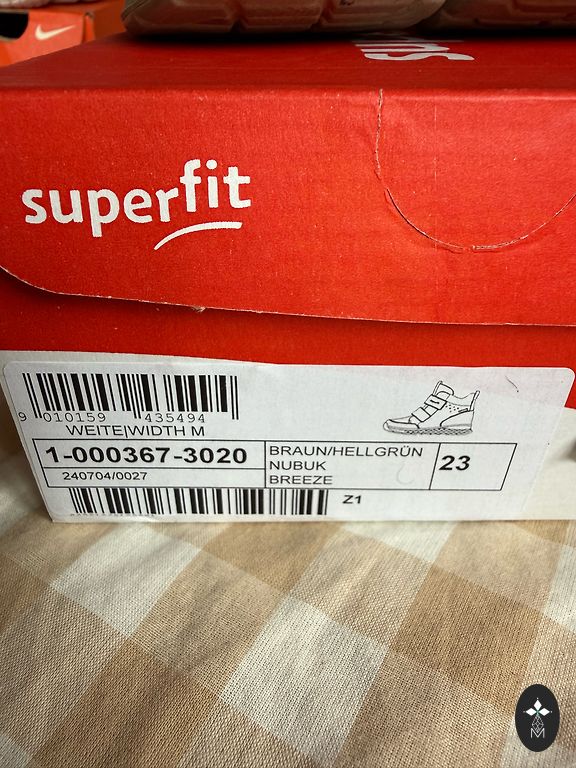 superfit
9 010159 435494
WEITE|WIDTH M
1-000367-3020
240704/0027
BRAUN/HELLGRÜN
NUBUK
BREEZE
23
Z1